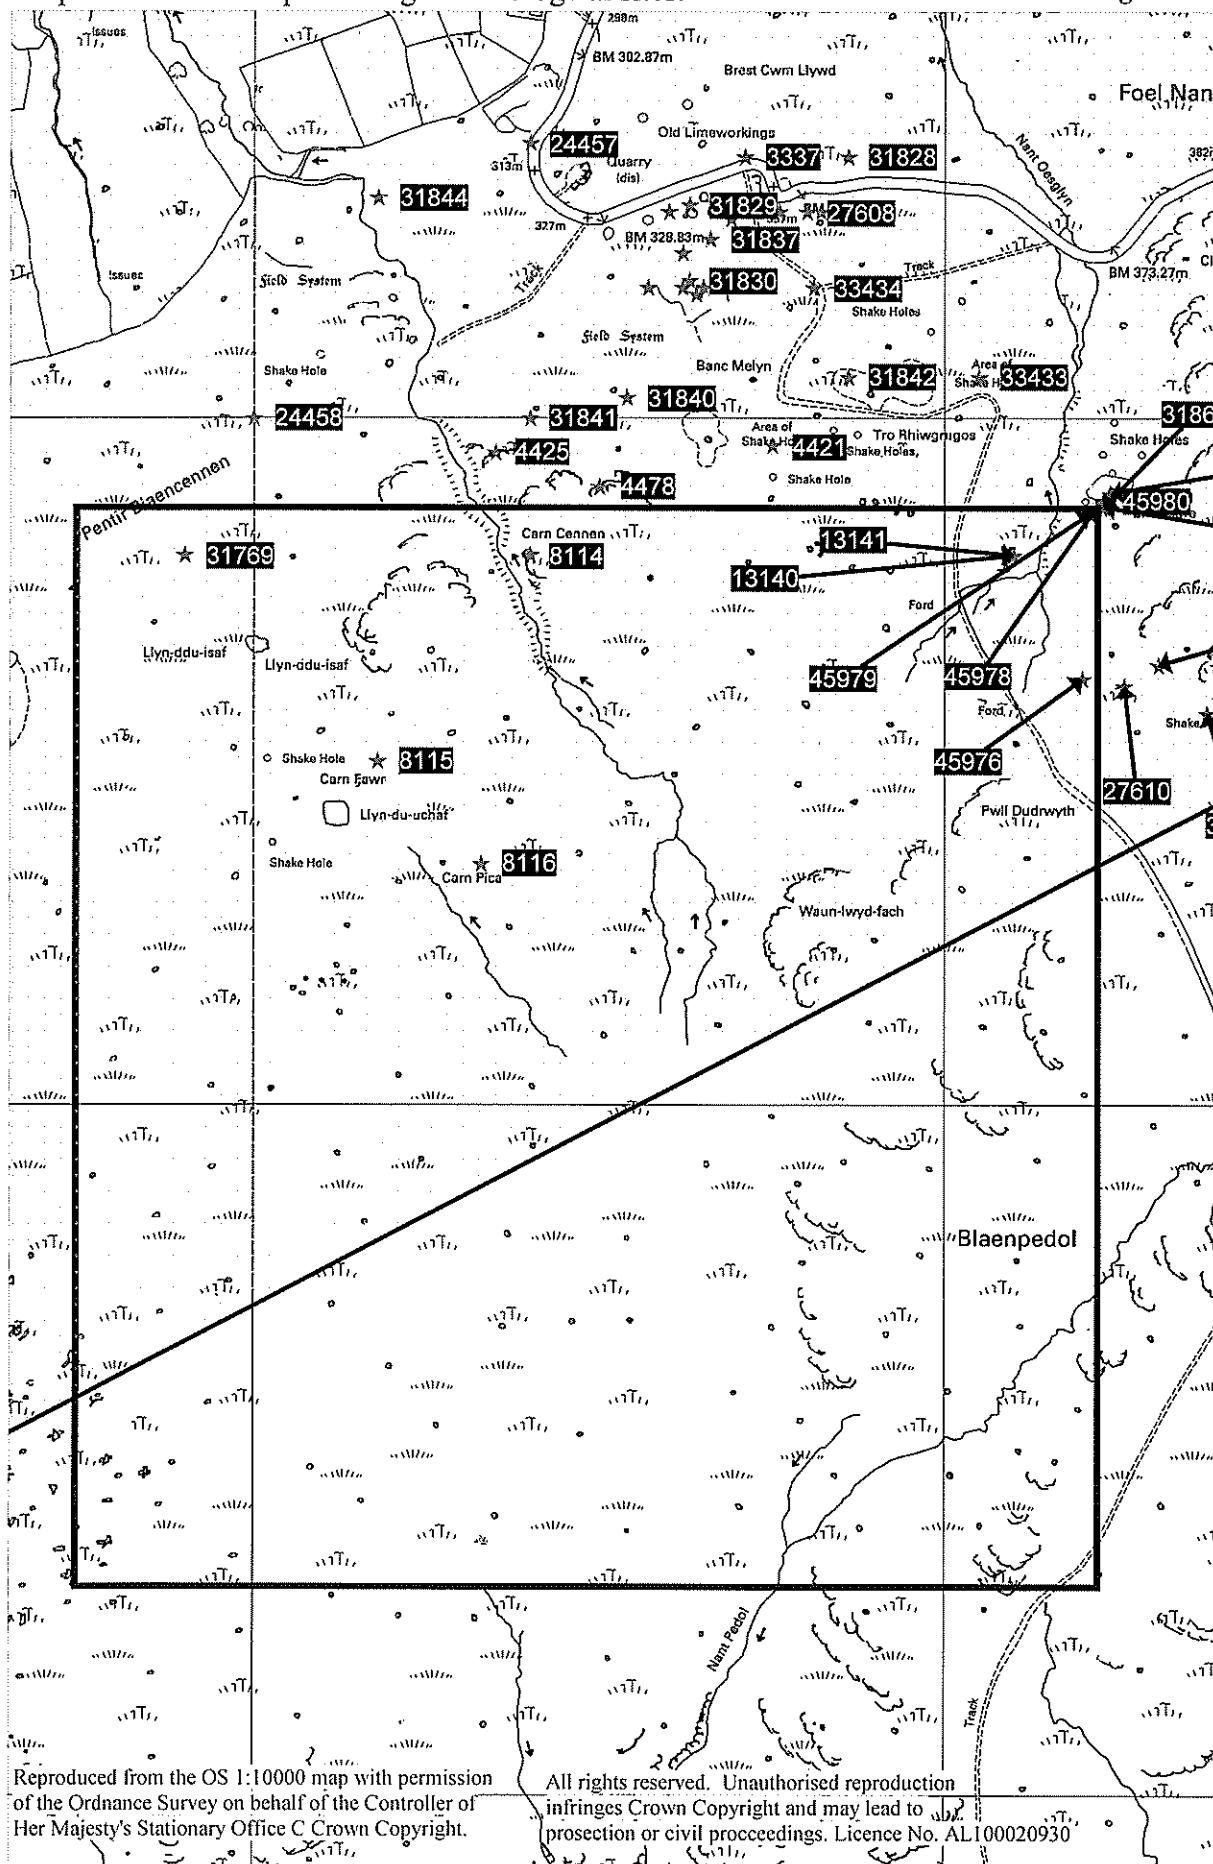 Issues
298m
BM 302.87m
Brest Cwm Llywd
Foel Nan
Old Limeworkings
24457
3337
31828
Quarry
(dis)
313m
Nant Oesglyn
31844
31829
27608
327m
BM 328.83m
31837
Issues
Field System
Track
31830
33434
Track
BM 373.27m
Shake Holes
Field System
Shake Hole
Banc Melyn
31842
Area of
33433
31840
24458
31841
3186
Area of
Tro Rhiwgrugos
Shake Holes
4425
4421
Shake Holes,
4478
Shake Hole
Pentir Blaencennen
45980
Carn Cennen
31769
8114
13141
13140
Ford
Llyn-ddu-isaf
Llyn-ddu-isaf
45979
45978
Ford
Shake
Shake Hole
8115
45976
Carn Fawr
27610
Llyn-du-uchaf
Pwll Dudrwyth
Shake Hole
8116
Carn Pica
Waun-lwyd-fach
Blaenpedol
Nant Pedol
Track
Reproduced from the OS 1:10000 map with permission
of the Ordnance Survey on behalf of the Controller of
Her Majesty's Stationary Office C Crown Copyright.
All rights reserved. Unauthorised reproduction
infringes Crown Copyright and may lead to
prosection or civil procceedings. Licence No. AL100020930